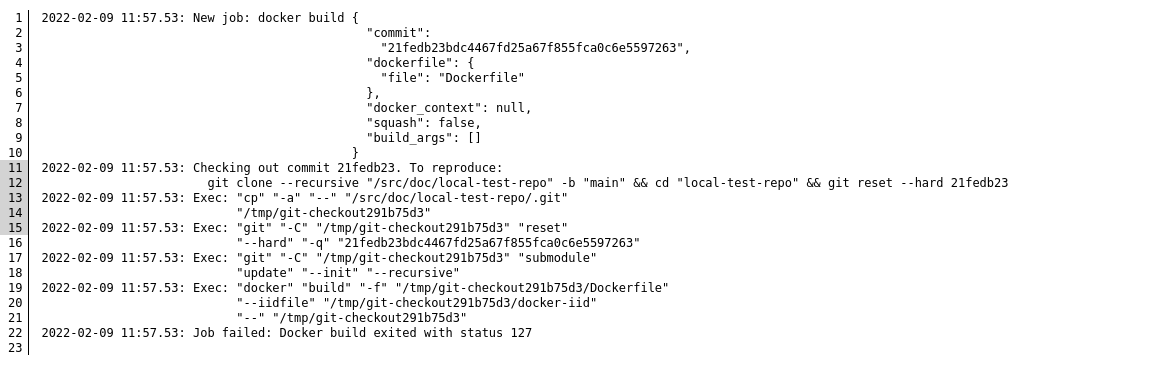 1 2022-02-09 11:57.53: New job: docker build {
2 "commit":
3 "21fedb23bdc4467fd25a67f855fca0c6e5597263",
4 "dockerfile": {
5 "file": "Dockerfile"
6 },
7 "docker_context": null,
8 "squash": false,
9 "build_args": []
10 }
11 2022-02-09 11:57.53: Checking out commit 21fedb23. To reproduce:
12 git clone --recursive "/src/doc/local-test-repo" -b "main" && cd "local-test-repo" && git reset --hard 21fedb23
13 2022-02-09 11:57.53: Exec: "cp" "-a" "--" "/src/doc/local-test-repo/.git"
14 "/tmp/git-checkout291b75d3"
15 2022-02-09 11:57.53: Exec: "git" "-C" "/tmp/git-checkout291b75d3" "reset"
16 "--hard" "-q" "21fedb23bdc4467fd25a67f855fca0c6e5597263"
17 2022-02-09 11:57.53: Exec: "git" "-C" "/tmp/git-checkout291b75d3" "submodule"
18 "update" "--init" "--recursive"
19 2022-02-09 11:57.53: Exec: "docker" "build" "-f" "/tmp/git-checkout291b75d3/Dockerfile"
20 "--iidfile" "/tmp/git-checkout291b75d3/docker-iid"
21 "--" "/tmp/git-checkout291b75d3"
22 2022-02-09 11:57.53: Job failed: Docker build exited with status 127
23